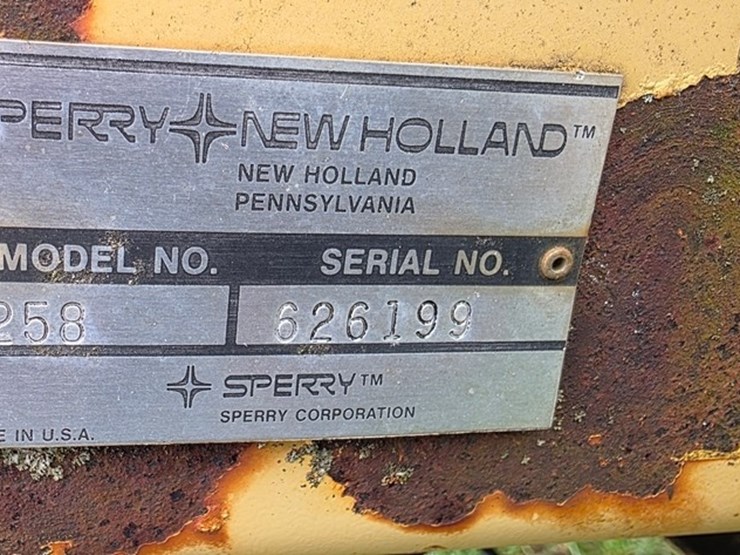 PERRY NEW HOLLAND™
NEW HOLLAND
PENNSYLVANIA
MODEL NO. SERIAL NO.
258 626199
SPERRY™
SPERRY CORPORATION
E IN U.S.A.